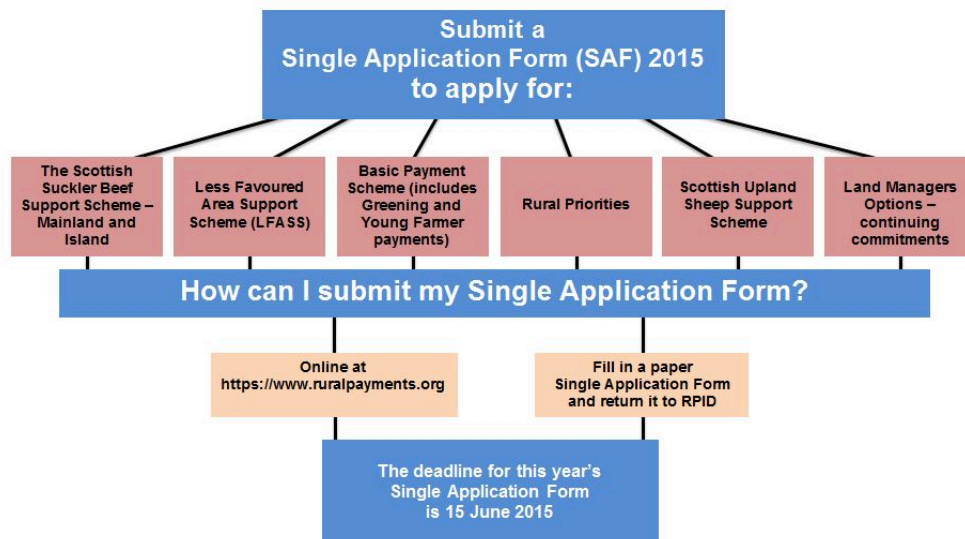 Submit a
Single Application Form (SAF) 2015
to apply for:
The Scottish
Suckler Beef
Support Scheme –
Mainland and
Island
Less Favoured
Area Support
Scheme (LFASS)
Basic Payment
Scheme (includes
Greening and
Young Farmer
payments)
Rural Priorities
Scottish Upland
Sheep Support
Scheme
Land Managers
Options –
continuing
commitments
How can I submit my Single Application Form?
Online at
https://www.ruralpayments.org
Fill in a paper
Single Application Form
and return it to RPID
The deadline for this year’s
Single Application Form
is 15 June 2015